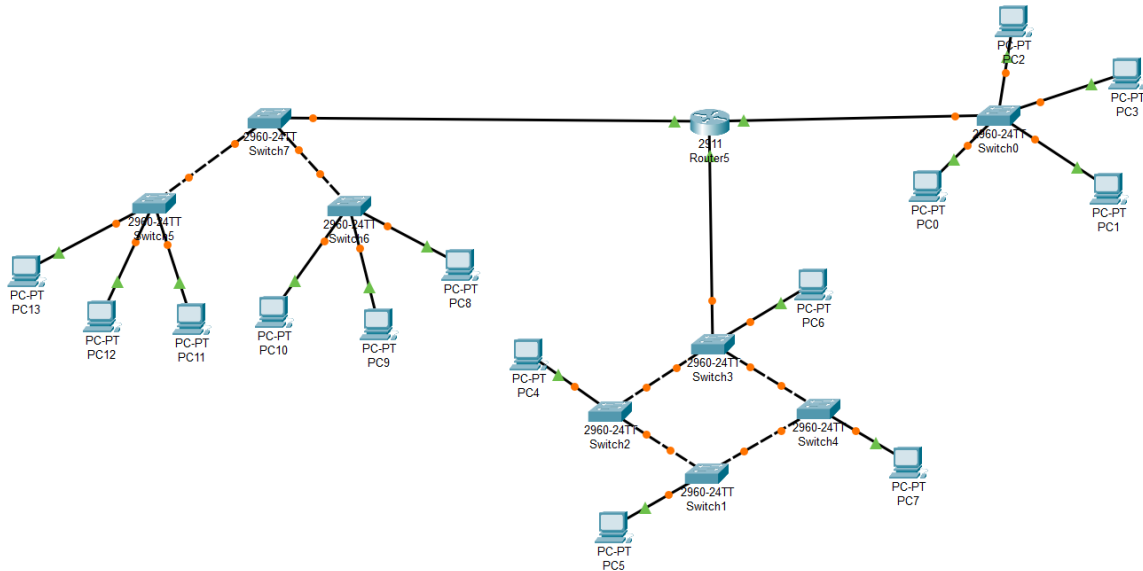 PC-PT
PC2
PC-PT
PC3
2960-24TT
Switch7
2911
Router5
2960-24TT
Switch0
PC-PT
PC0
PC-PT
PC1
2960-24TT
Switch5
2960-24TT
Switch6
PC-PT
PC13
PC-PT
PC12
PC-PT
PC11
PC-PT
PC10
PC-PT
PC9
PC-PT
PC8
PC-PT
PC6
2960-24TT
Switch3
PC-PT
PC4
2960-24TT
Switch2
2960-24TT
Switch4
2960-24TT
Switch1
PC-PT
PC7
PC-PT
PC5